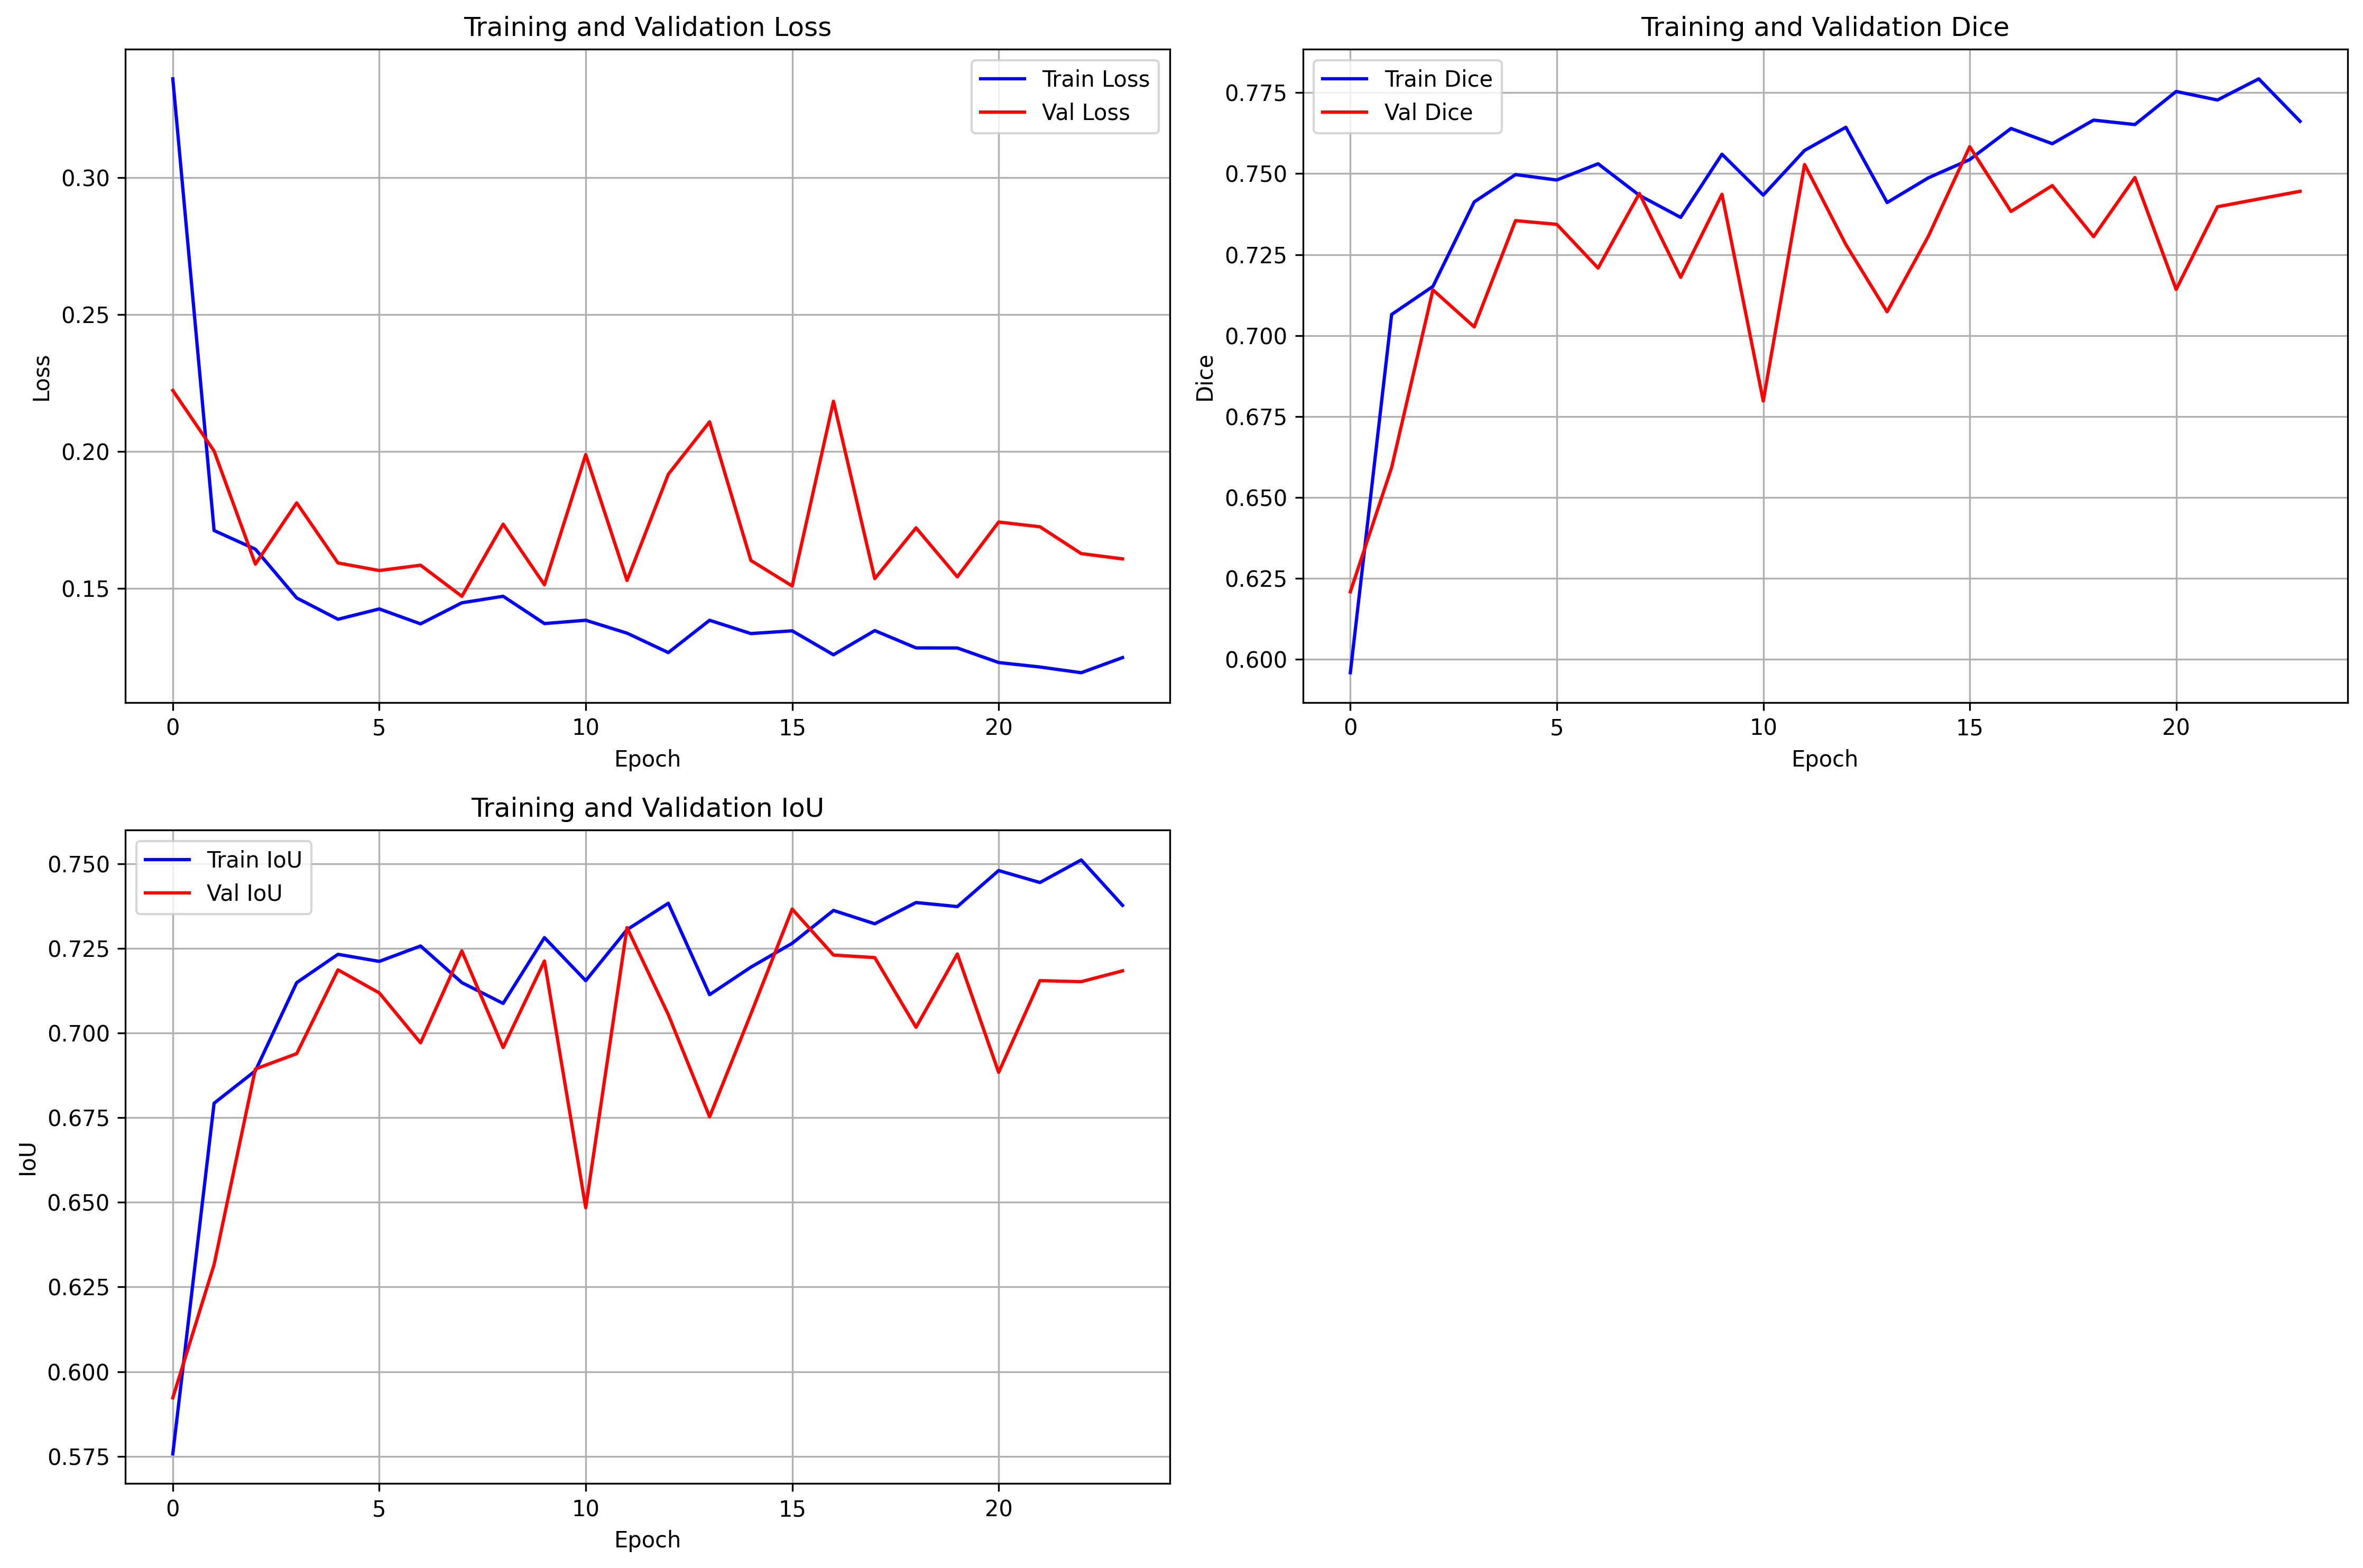 Training and Validation Loss
Train Loss
Val Loss
0.30
0.25
0.20
0.15
Loss
0 5 10 15 20
Epoch
Training and Validation Dice
Train Dice
Val Dice
0.775
0.750
0.725
0.700
0.675
0.650
0.625
0.600
Dice
0 5 10 15 20
Epoch
Training and Validation IoU
Train IoU
Val IoU
0.750
0.725
0.700
0.675
0.650
0.625
0.600
0.575
IoU
0 5 10 15 20
Epoch